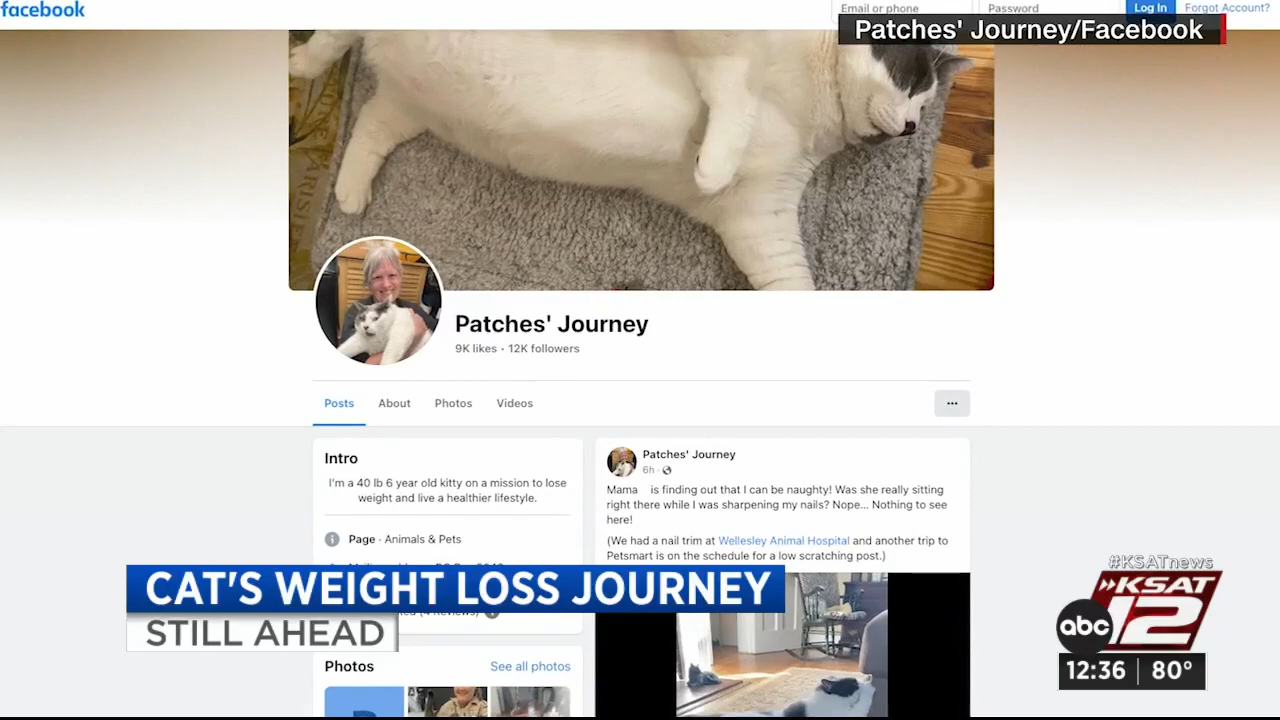 facebook
Email or phone
Password
Log In
Forgot Account?
Patches' Journey/Facebook
Patches' Journey
9K likes • 12K followers
Posts
About
Photos
Videos
Intro
I'm a 40 lb 6 year old kitty on a mission to lose
weight and live a healthier lifestyle.
Page · Animals & Pets
Patches' Journey
6h
Mama is finding out that I can be naughty! Was she really sitting
right there while I was sharpening my nails? Nope... Nothing to see
here!
(We had a nail trim at Wellesley Animal Hospital and another trip to
Petsmart is on the schedule for a low scratching post.)
CAT'S WEIGHT LOSS JOURNEY
STILL AHEAD
Photos
See all photos
#KSATnews
KSAT
abc 12
12:36 80°